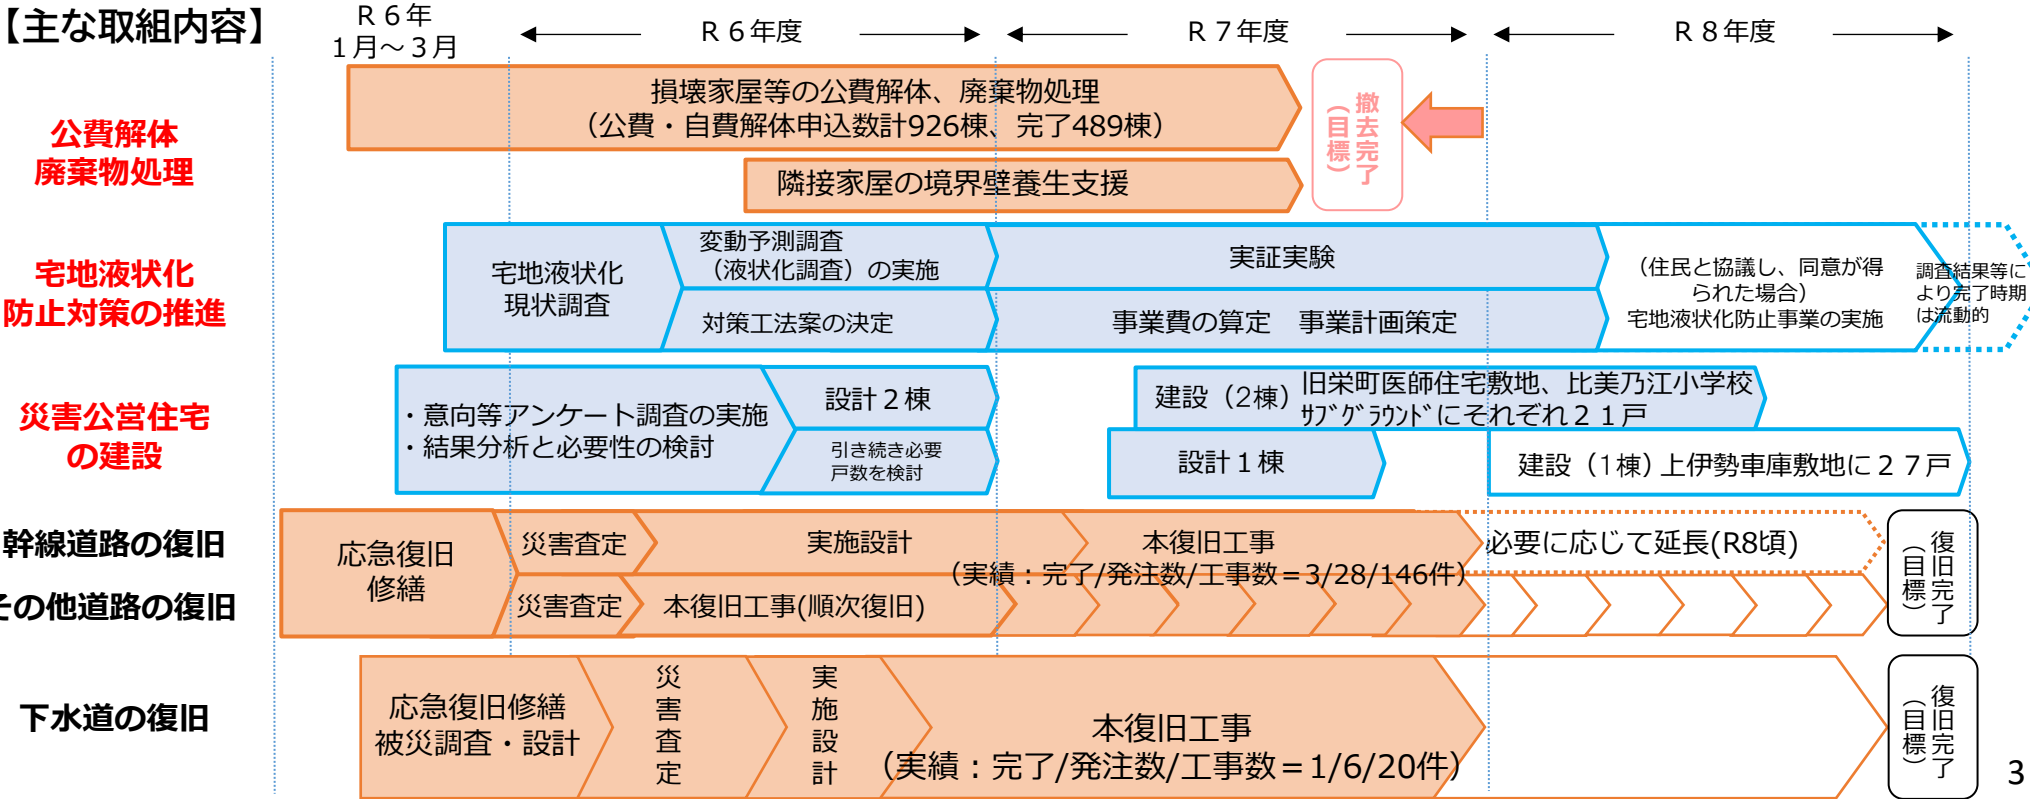 【主な取組内容】
R６年
１月～３月
R６年度
R７年度
R８年度
公費解体
廃棄物処理
損壊家屋等の公費解体、廃棄物処理
（公費・自費解体申込数計926棟、完了489棟）
隣接家屋の境界壁養生支援
撤去完了
（目標）
宅地液状化
防止対策の推進
宅地液状化
現状調査
変動予測調査
（液状化調査）の実施
対策工法案の決定
実証実験
事業費の算定　事業計画策定
（住民と協議し、同意が得
られた場合）
宅地液状化防止事業の実施
調査結果等に
より完了時期
は流動的
災害公営住宅
の建設
・意向等アンケート調査の実施
・結果分析と必要性の検討
設計２棟
引き続き必要
戸数を検討
建設（2棟）
旧栄町医師住宅敷地、比美乃江小学校
ｻﾌﾞｸﾞﾗｳﾝﾄﾞにそれぞれ２１戸
設計１棟
建設（1棟）上伊勢車庫敷地に２７戸
幹線道路の復旧
その他道路の復旧
応急復旧
修繕
災害査定
実施設計
本復旧工事
（実績：完了/発注数/工事数＝3/28/146件）
必要に応じて延長(R8頃)
災害査定
本復旧工事(順次復旧)
復旧完了
（目標）
下水道の復旧
応急復旧修繕
被災調査・設計
災害査定
実施設計
本復旧工事
（実績：完了/発注数/工事数＝1/6/20件）
復旧完了
（目標）
3